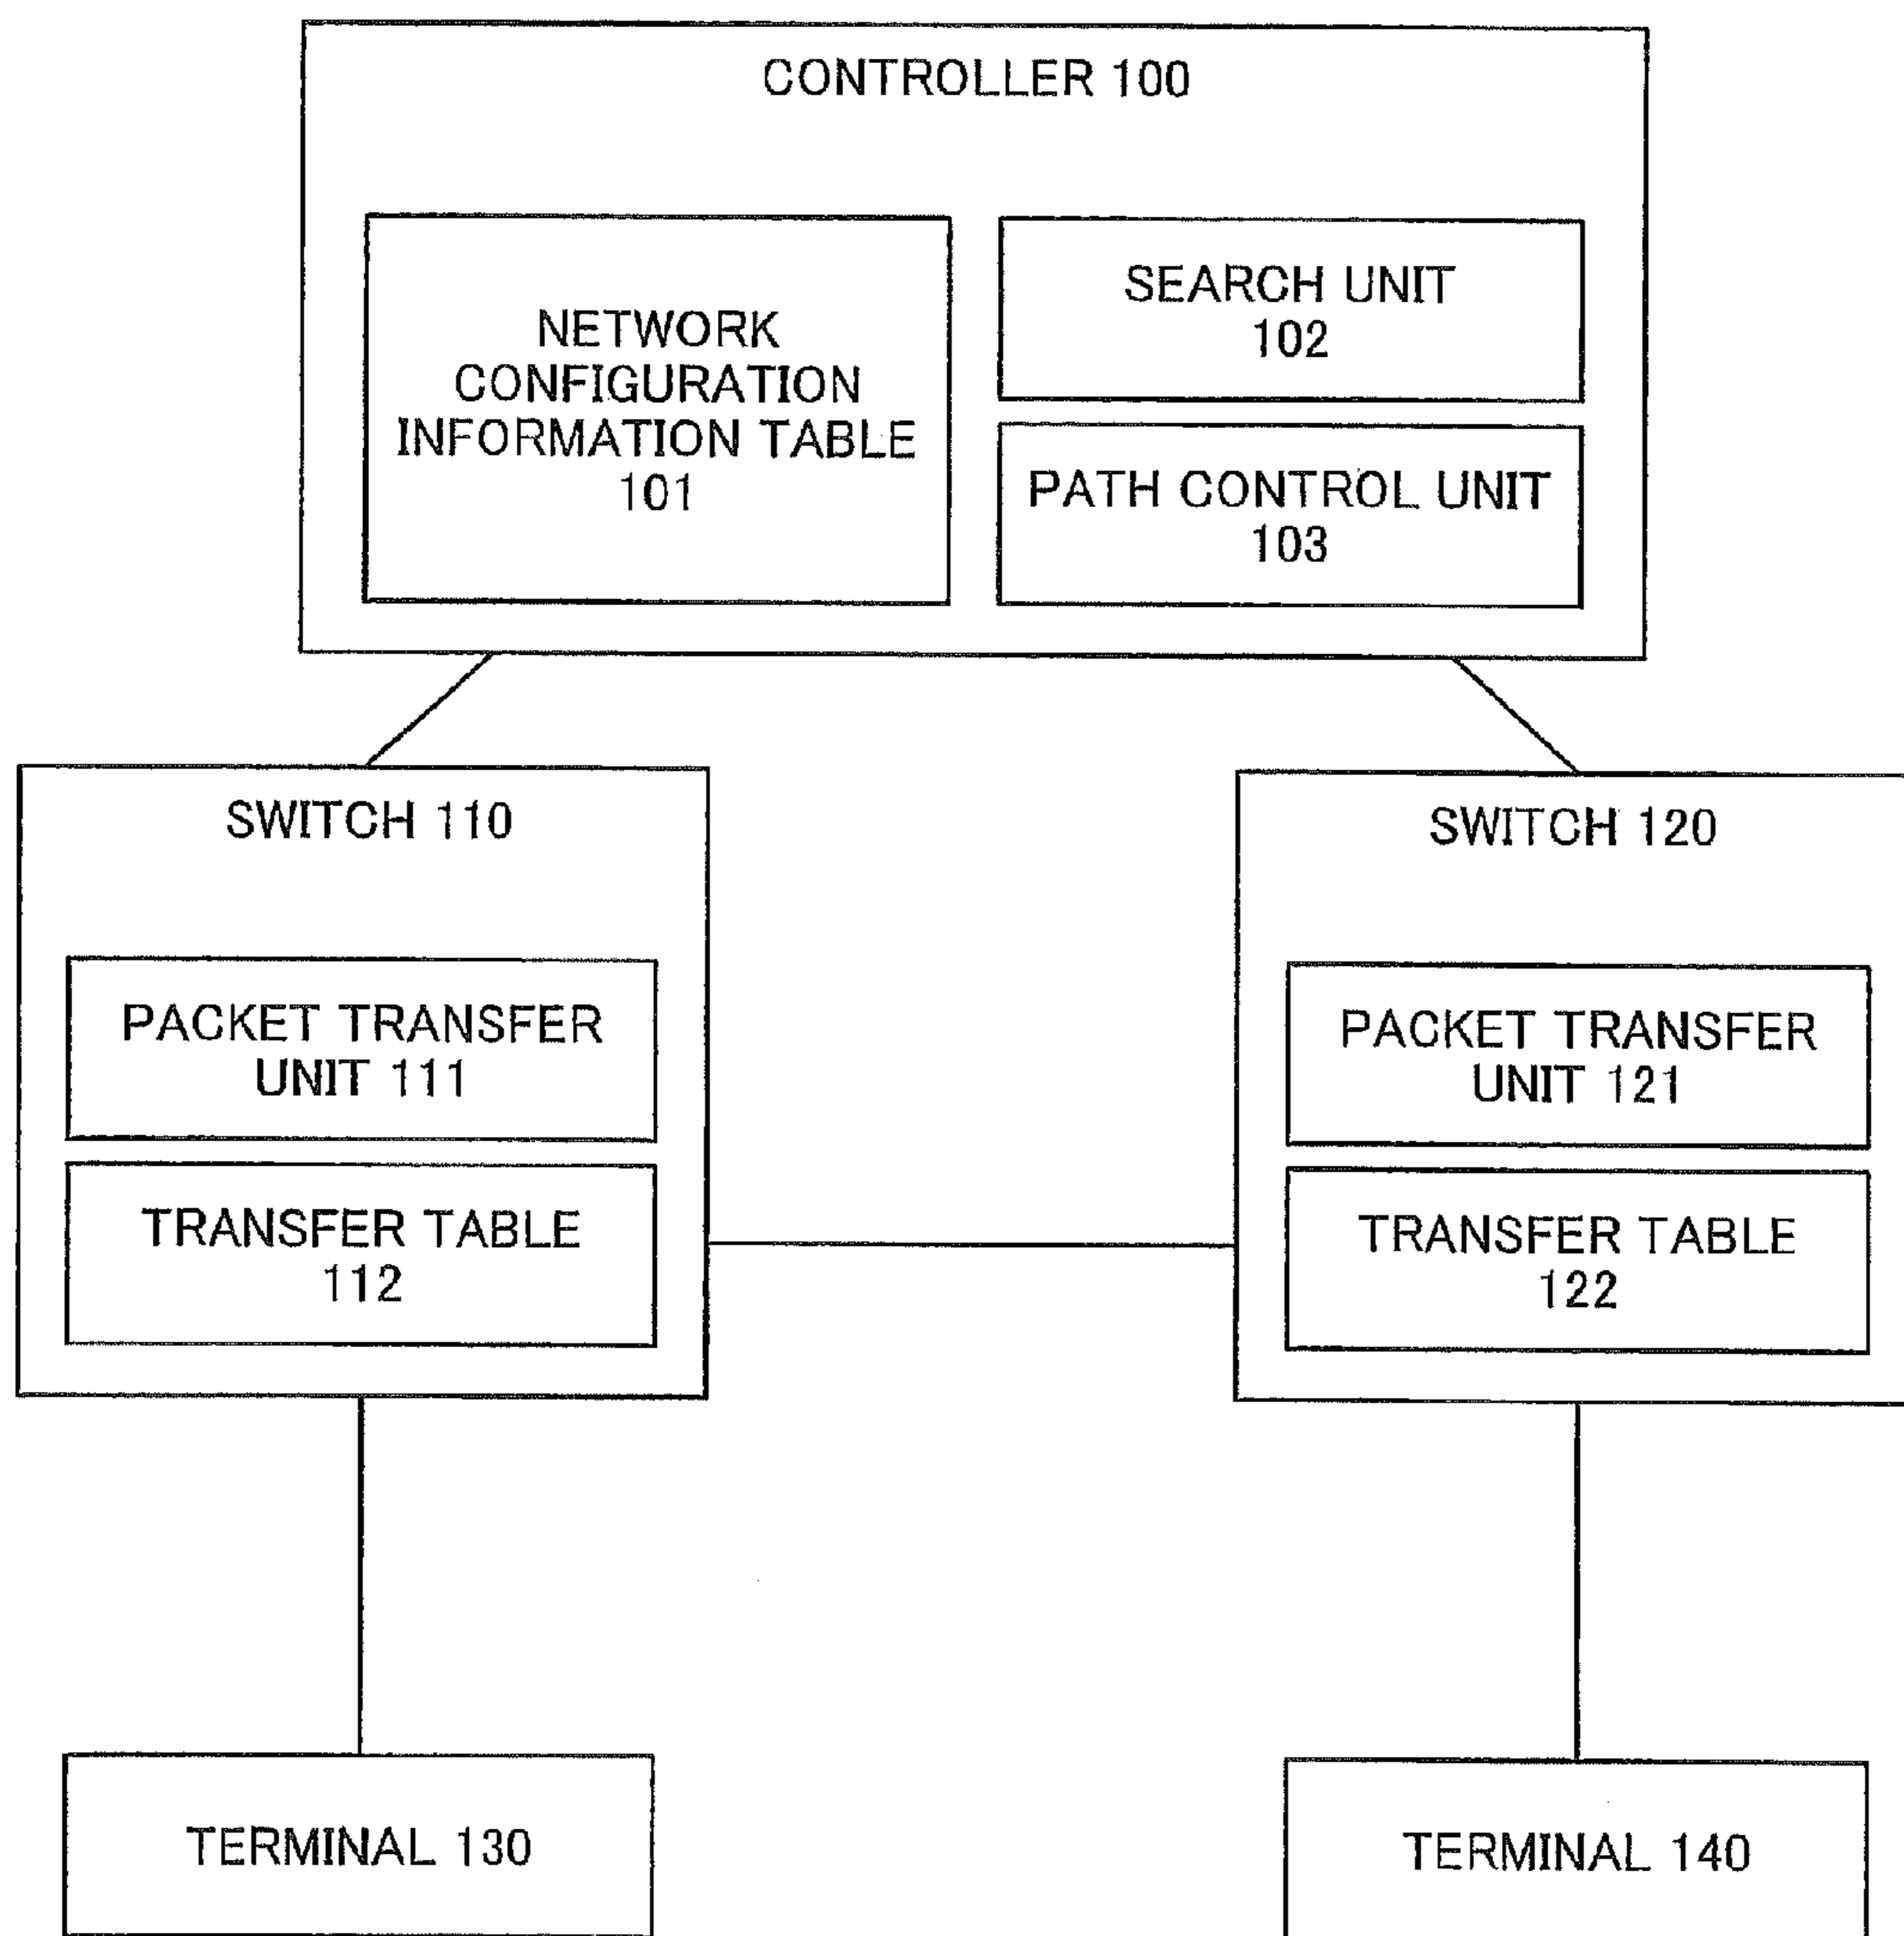 CONTROLLER 100
NETWORK
CONFIGURATION
INFORMATION TABLE
101
SEARCH UNIT
102
PATH CONTROL UNIT
103
SWITCH 110
PACKET TRANSFER
UNIT 111
TRANSFER TABLE
112
SWITCH 120
PACKET TRANSFER
UNIT 121
TRANSFER TABLE
122
TERMINAL 130
TERMINAL 140